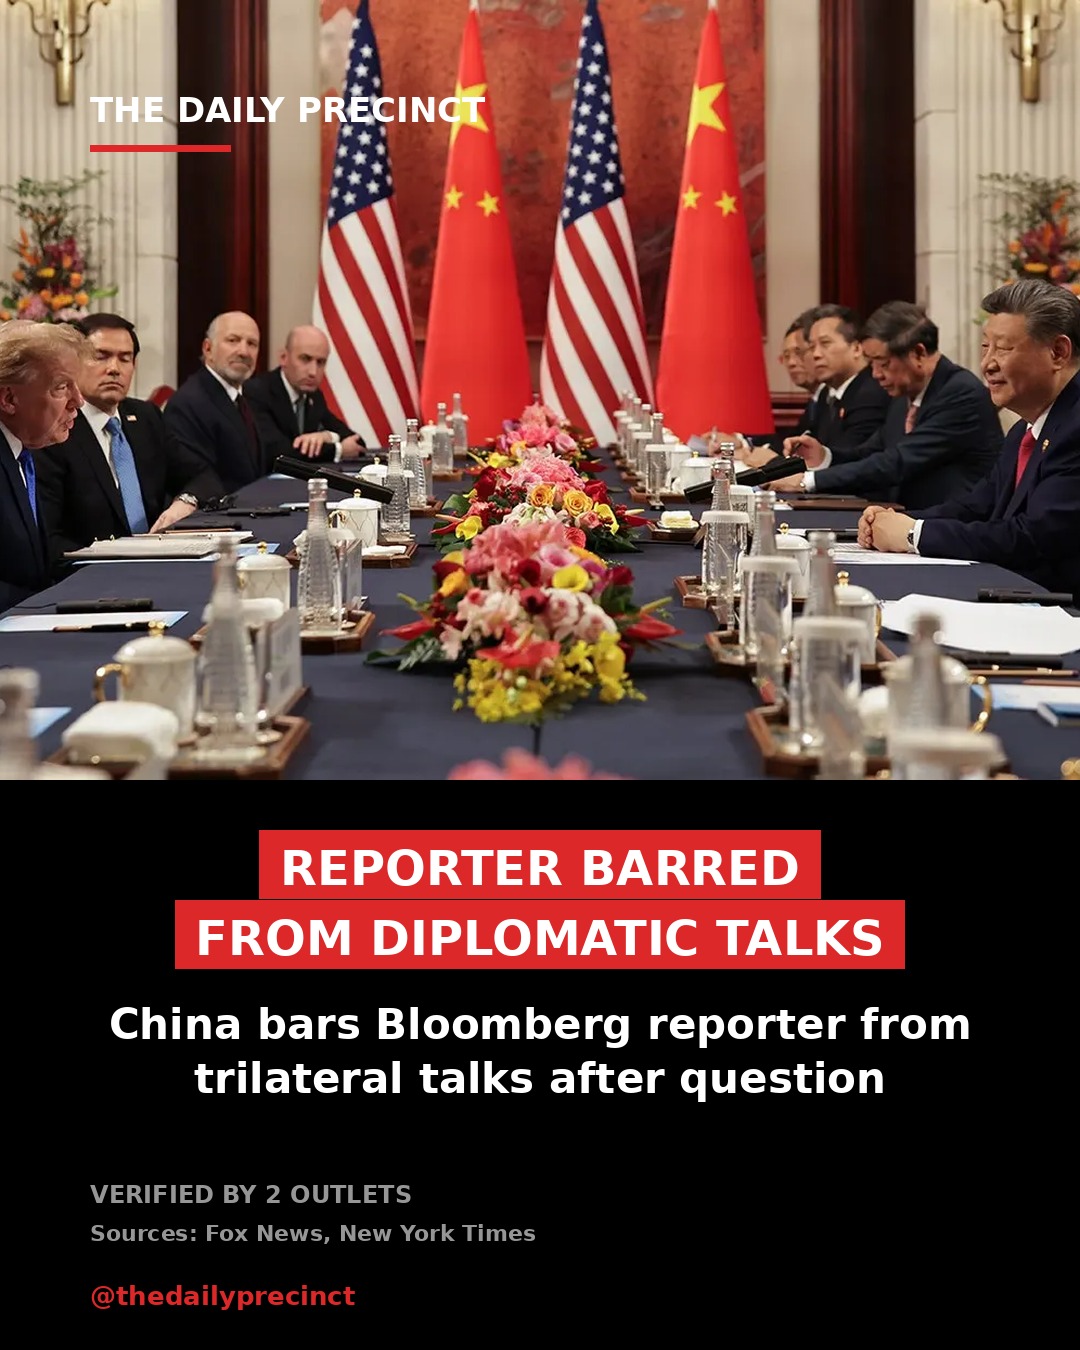 THE DAILY PRECINCT
REPORTER BARRED
FROM DIPLOMATIC TALKS
China bars Bloomberg reporter from
trilateral talks after question
VERIFIED BY 2 OUTLETS
Sources: Fox News, New York Times
@thedailyprecinct